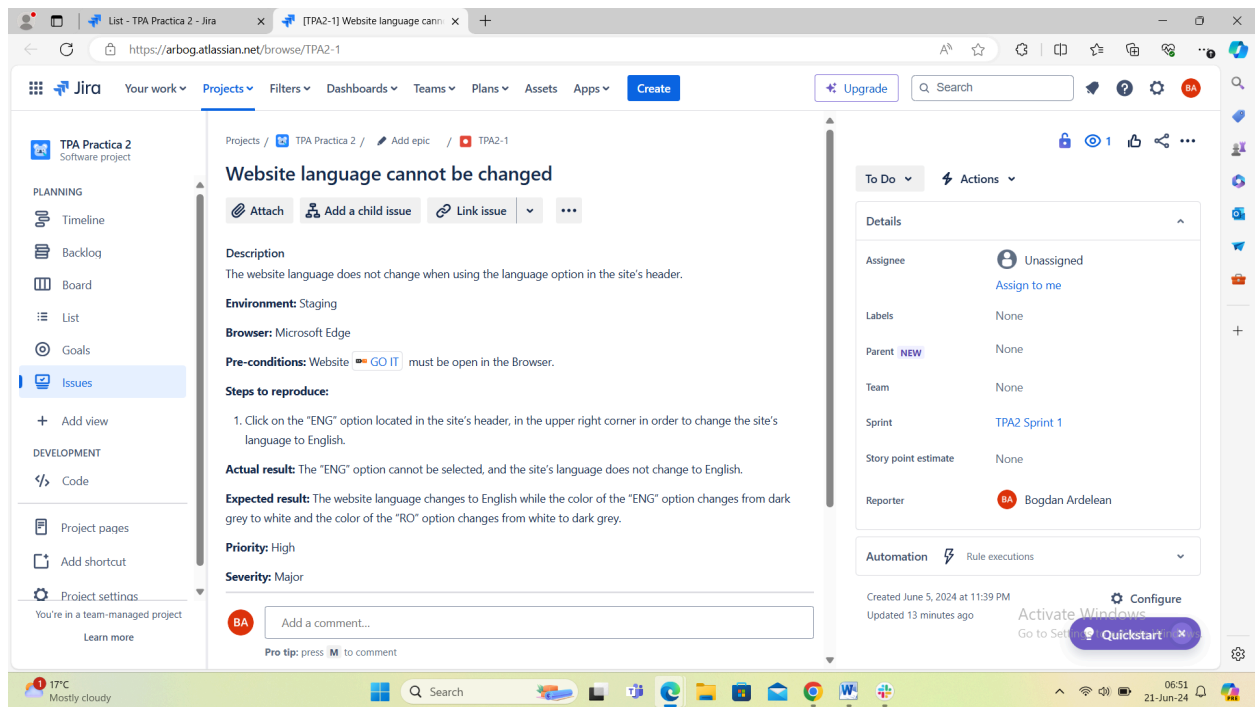 List - TPA Practica 2 - Jira
[TPA2-1] Website language cann
https://arbog.atlassian.net/browse/TPA2-1
Jira
Your work
Projects
Filters
Dashboards
Teams
Plans
Assets
Apps
Create
Upgrade
Search
BA
TPA Practica 2
Software project
PLANNING
Timeline
Backlog
Board
List
Goals
Issues
Add view
DEVELOPMENT
Code
Project pages
Add shortcut
Project settings
You're in a team-managed project
Learn more
Projects / TPA Practica 2 / Add epic / TPA2-1
Website language cannot be changed
Attach
Add a child issue
Link issue
Description
The website language does not change when using the language option in the site's header.
Environment: Staging
Browser: Microsoft Edge
Pre-conditions: Website GO IT must be open in the Browser.
Steps to reproduce:
1. Click on the “ENG” option located in the site's header, in the upper right corner in order to change the site's
language to English.
Actual result: The “ENG” option cannot be selected, and the site's language does not change to English.
Expected result: The website language changes to English while the color of the “ENG” option changes from dark
grey to white and the color of the “RO” option changes from white to dark grey.
Priority: High
Severity: Major
BA
Add a comment...
Pro tip: press M to comment
1
To Do
Actions
Details
Assignee
Unassigned
Assign to me
Labels
None
Parent NEW
None
Team
None
Sprint
TPA2 Sprint 1
Story point estimate
None
Reporter
BA Bogdan Ardelean
Automation
Rule executions
Created June 5, 2024 at 11:39 PM
Updated 13 minutes ago
Configure
Activate Windows
Go to Set
Quickstart
1
17°C
Mostly cloudy
Search
06:51
21-Jun-24
PRE